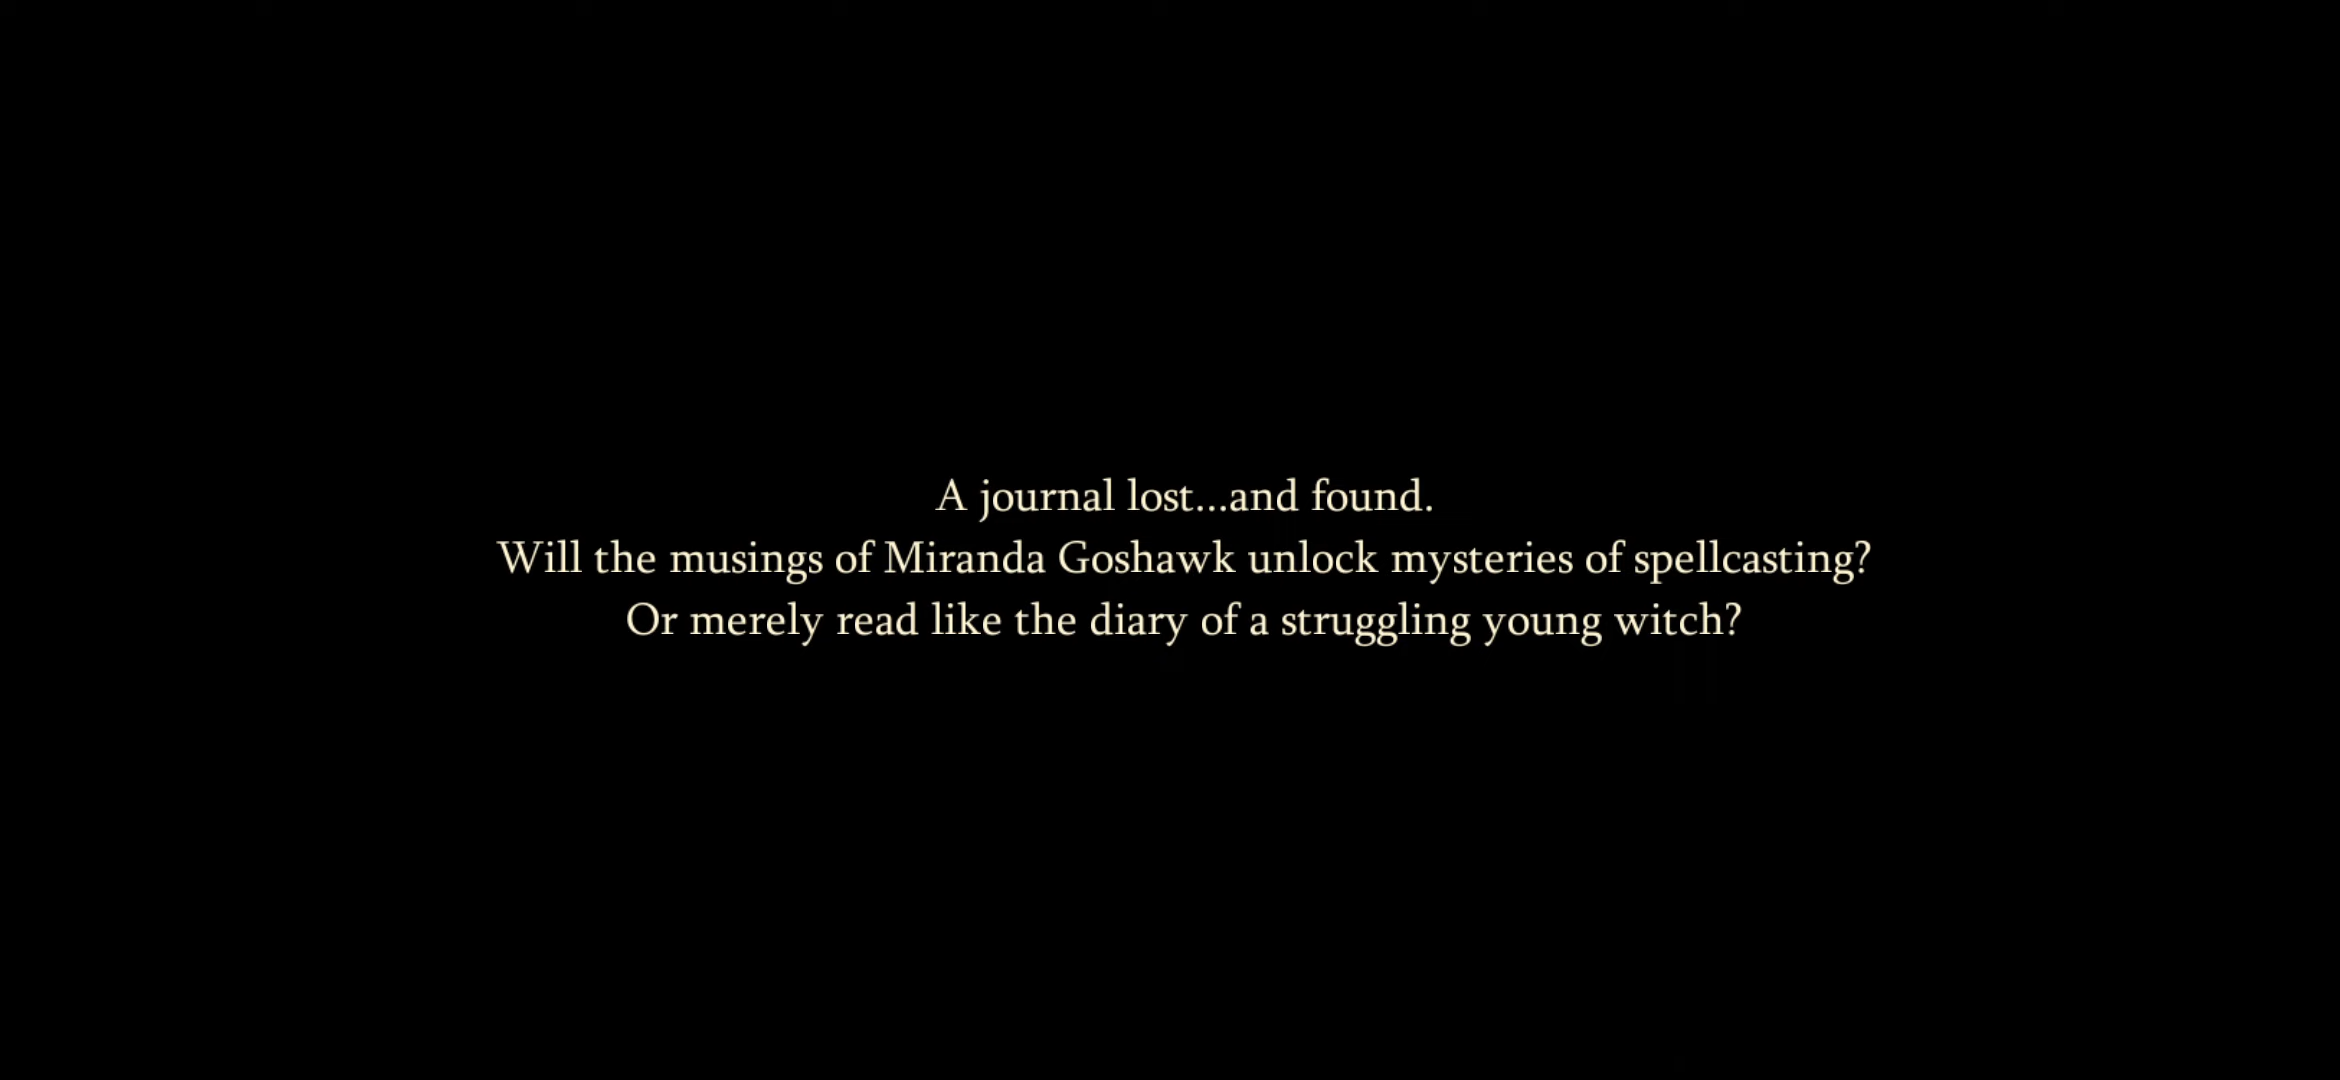 A journal lost...and found.
Will the musings of Miranda Goshawk unlock mysteries of spellcasting?
Or merely read like the diary of a struggling young witch?